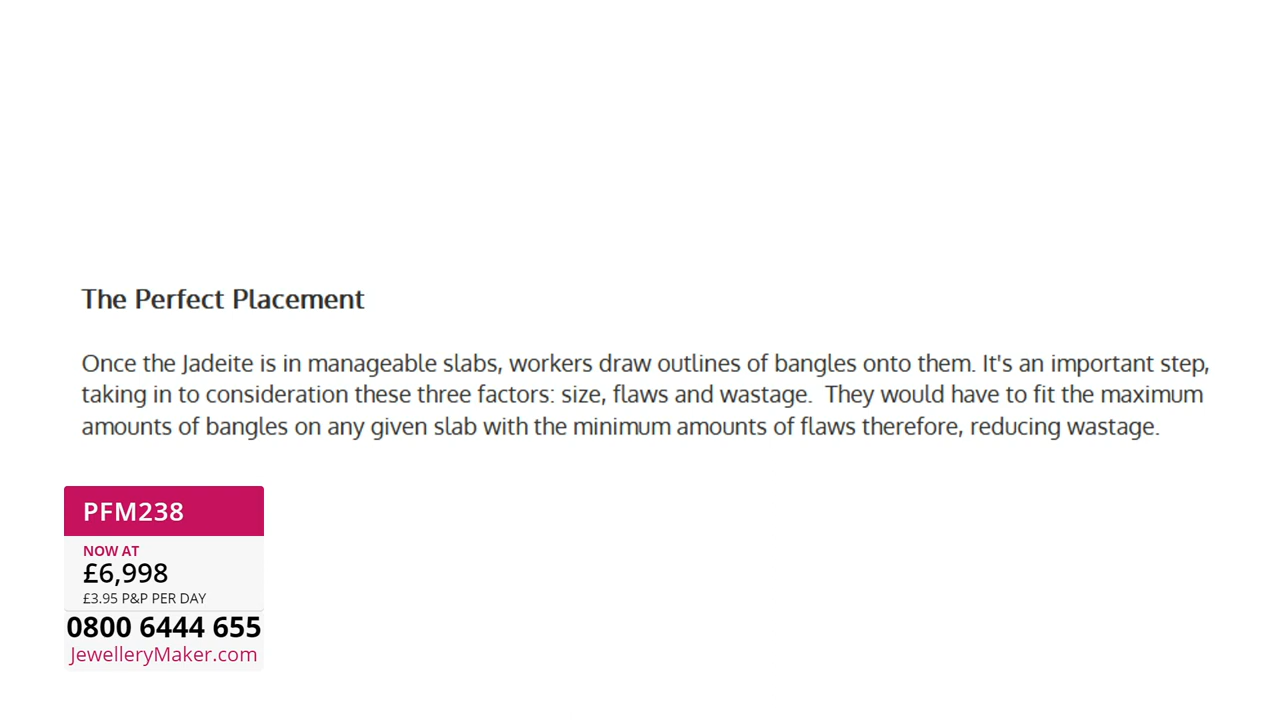 The Perfect Placement
Once the Jadeite is in manageable slabs, workers draw outlines of bangles onto them. It's an important step,
taking in to consideration these three factors: size, flaws and wastage.  They would have to fit the maximum
amounts of bangles on any given slab with the minimum amounts of flaws therefore, reducing wastage.
PFM238
NOW AT
£6,998
£3.95 P&P PER DAY
0800 6444 655
JewelleryMaker.com